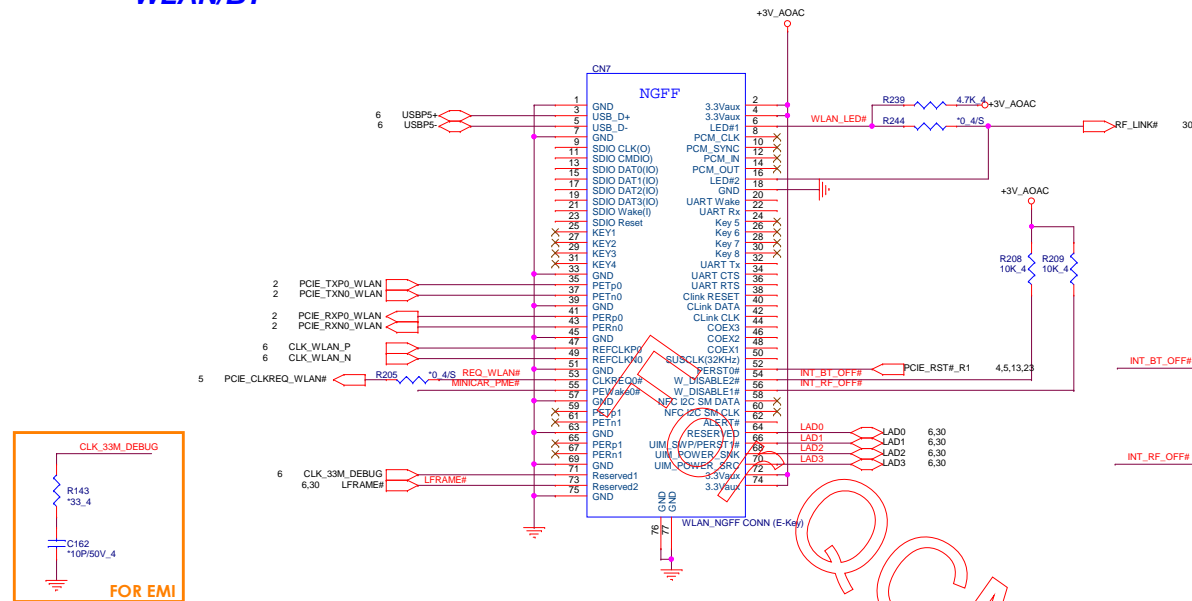 WLAN/BT
+3V_AOAC
CN7
NGFF
1 GND
3 USB_D+
5 USB_D-
7 GND
9 SDIO CLK(O)
11 SDIO CMDIO)
13 SDIO DAT0(IO)
15 SDIO DAT1(IO)
17 SDIO DAT2(IO)
19 SDIO DAT3(IO)
21 SDIO Wake(I)
23 SDIO Reset
25 KEY1
27 KEY2
29 KEY3
31 KEY4
33 GND
35 PETp0
37 PETn0
39 GND
41 PERp0
43 PERn0
45 GND
47 REFCLKP0
49 REFCLKN0
51 GND
53 CLKREQ0#
55 PEWake0#
57 GND
59 PETp1
61 PETn1
63 GND
65 PERp1
67 PERn1
69 GND
71 Reserved1
73 Reserved2
75 GND
3.3Vaux 2
3.3Vaux 4
LED#1 6
PCM_CLK 8
PCM_SYNC 10
PCM_IN 12
PCM_OUT 14
LED#2 16
GND 18
UART Wake 20
UART Rx 22
Key 5 24
Key 6 26
Key 7 28
Key 8 30
UART Tx 32
UART CTS 34
UART RTS 36
Clink RESET 38
CLink DATA 40
CLink CLK 42
COEX3 44
COEX2 46
COEX1 48
SUSCLK(32KHz) 50
PERST0# 52
W_DISABLE2# 54
W_DISABLE1# 56
NFC I2C SM DATA 58
NFC I2C SM CLK 60
ALERT# 62
RESERVED 64
UIM_SWP/PERST1# 66
UIM_POWER_SNK 68
UIM_POWER_SRC 70
3.3Vaux 72
3.3Vaux 74
GND 76
GND 77
WLAN_NGFF CONN (E-Key)
6 USBP5+
6 USBP5-
2 PCIE_TXP0_WLAN
2 PCIE_TXN0_WLAN
2 PCIE_RXP0_WLAN
2 PCIE_RXN0_WLAN
6 CLK_WLAN_P
6 CLK_WLAN_N
5 PCIE_CLKREQ_WLAN# R205 *0_4/S REQ_WLAN#
MINICAR_PME#
6 CLK_33M_DEBUG
6,30 LFRAME# LFRAME#
WLAN_LED#
R239 4.7K_4 +3V_AOAC
R244 *0_4/S RF_LINK# 30
+3V_AOAC
R208 10K_4
R209 10K_4
PCIE_RST#_R1 4,5,13,23
INT_BT_OFF#
INT_RF_OFF#
LAD0 LAD0 6,30
LAD1 LAD1 6,30
LAD2 LAD2 6,30
LAD3 LAD3 6,30
INT_BT_OFF#
INT_RF_OFF#
CLK_33M_DEBUG
R143
*33_4
C162
*10P/50V_4
FOR EMI